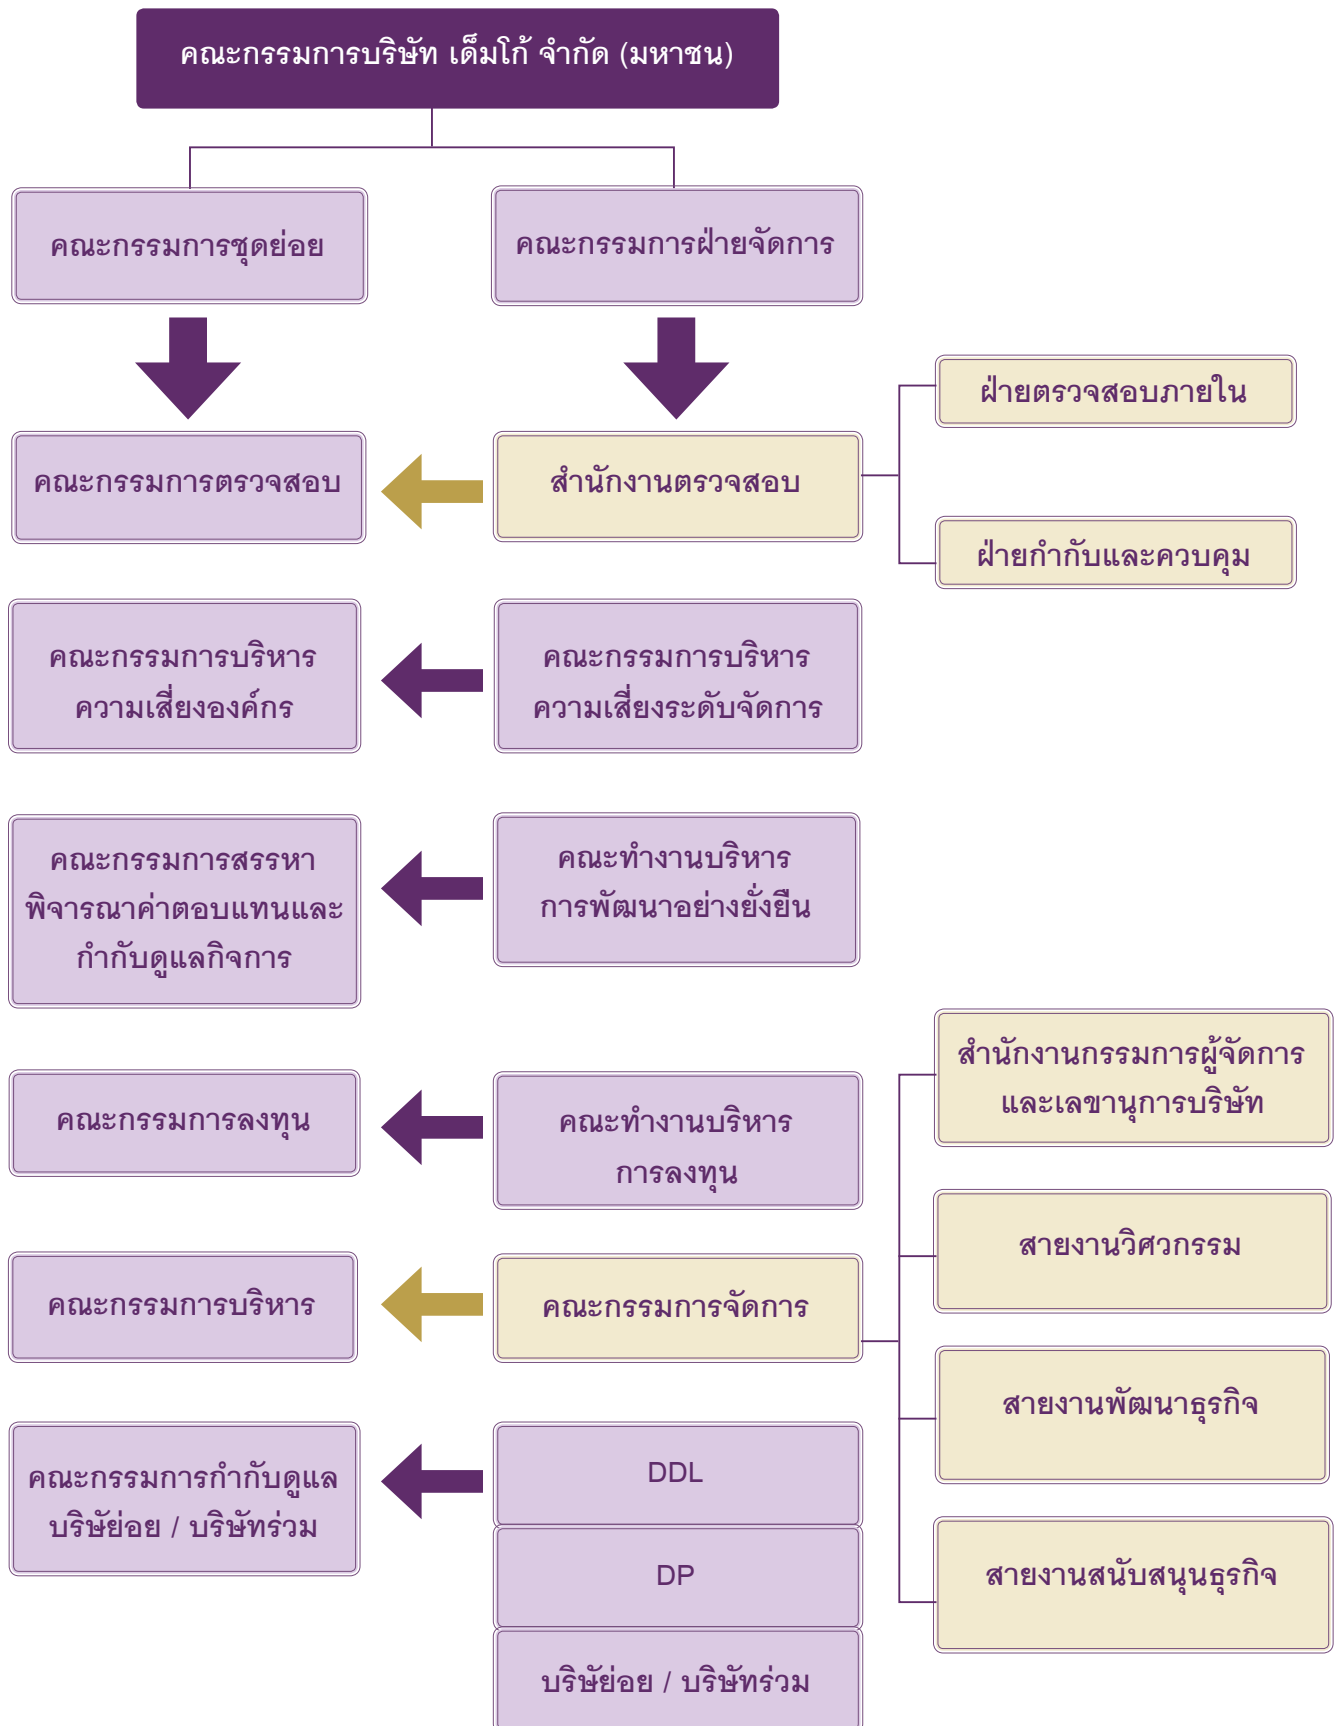 คณะกรรมการบริษัท เด็มโก้ จำกัด (มหาชน)
คณะกรรมการชุดย่อย
คณะกรรมการฝ่ายจัดการ
คณะกรรมการตรวจสอบ
สำนักงานตรวจสอบ
ฝ่ายตรวจสอบภายใน
ฝ่ายกำกับและควบคุม
คณะกรรมการบริหาร
ความเสี่ยงองค์กร
คณะกรรมการบริหาร
ความเสี่ยงระดับจัดการ
คณะกรรมการสรรหา
พิจารณาค่าตอบแทนและ
กำกับดูแลกิจการ
คณะทำงานบริหาร
การพัฒนาอย่างยั่งยืน
คณะกรรมการลงทุน
คณะทำงานบริหาร
การลงทุน
คณะกรรมการบริหาร
คณะกรรมการจัดการ
สำนักงานกรรมการผู้จัดการ
และเลขานุการบริษัท
สายงานวิศวกรรม
สายงานพัฒนาธุรกิจ
สายงานสนับสนุนธุรกิจ
คณะกรรมการกำกับดูแล
บริษัย่อย / บริษัทร่วม
DDL
DP
บริษัย่อย / บริษัทร่วม